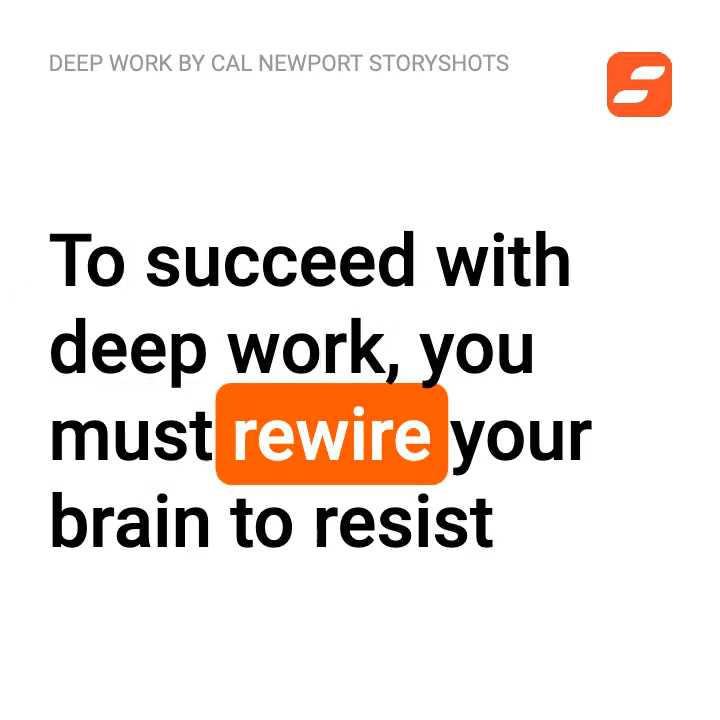 DEEP WORK BY CAL NEWPORT STORYSHOTS
To succeed with
deep work, you
must rewire your
brain to resist